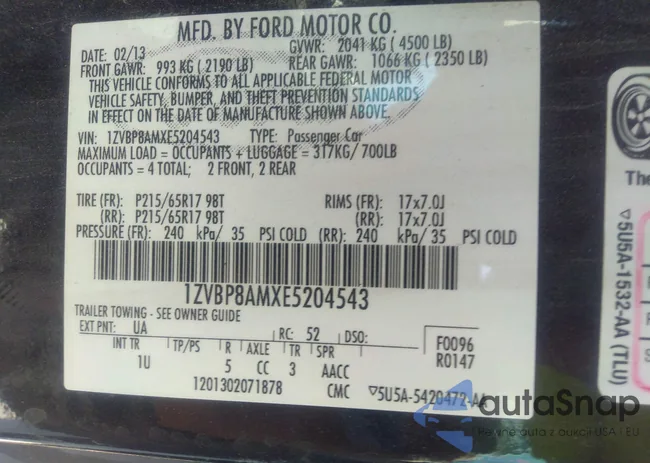 MFD. BY FORD MOTOR CO.
DATE: 02/13 GVWR: 2041 KG (4500 LB)
FRONT GAWR: 993 KG (2190 LB) REAR GAWR: 1066 KG (2350 LB)
THIS VEHICLE CONFORMS TO ALL APPLICABLE FEDERAL MOTOR
VEHICLE SAFETY, BUMPER, AND THEFT PREVENTION STANDARDS
IN EFFECT ON THE DATE OF MANUFACTURE SHOWN ABOVE.
VIN: 1ZVBP8AMXE5204543 TYPE: Passenger Car
MAXIMUM LOAD = OCCUPANTS + LUGGAGE = 317KG/700LB
OCCUPANTS = 4 TOTAL; 2 FRONT, 2 REAR
TIRE (FR): P215/65R17 98T RIMS (FR): 17x7.0J
(RR): P215/65R17 98T (RR): 17x7.0J
PRESSURE (FR): 240 kPa/ 35 PSI COLD (RR): 240 kPa/ 35 PSI COLD
1ZVBP8AMXE5204543
TRAILER TOWING - SEE OWNER GUIDE
EXT PNT: UA RC: 52 DSO: F0096
INT TR TP/PS R AXLE TR SPR R0147
1U 5 CC 3 AACC
1201302071878 CMC ▽5U5A-5420472-AA
The
▽5U5A-1532-AA (TLU)
autaSnap